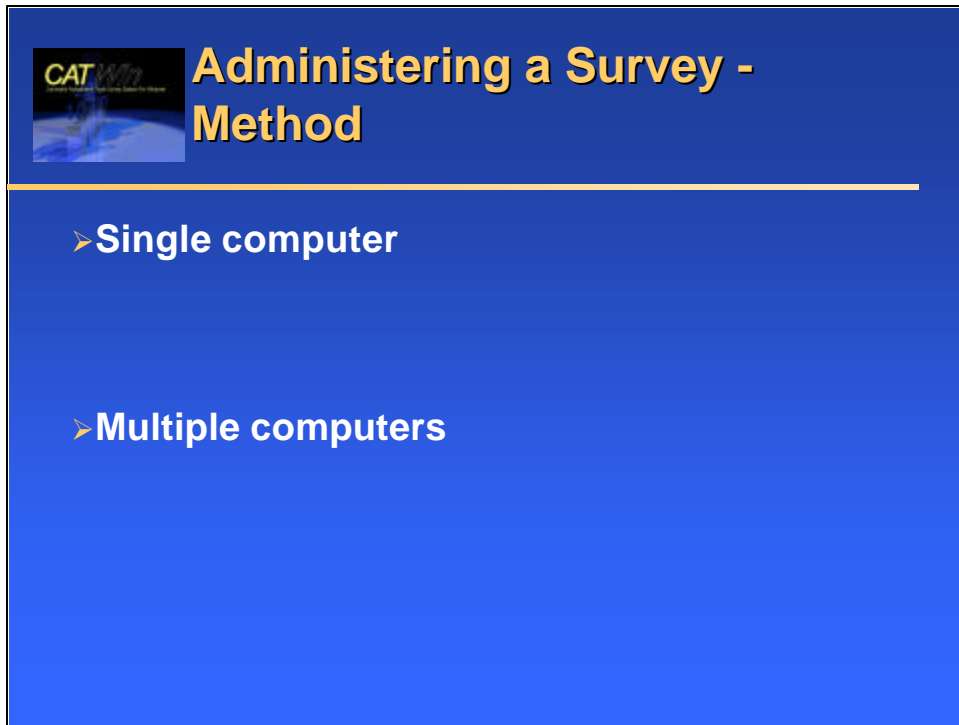 CATWin
Administering a Survey -
Method
➢Single computer
➢Multiple computers